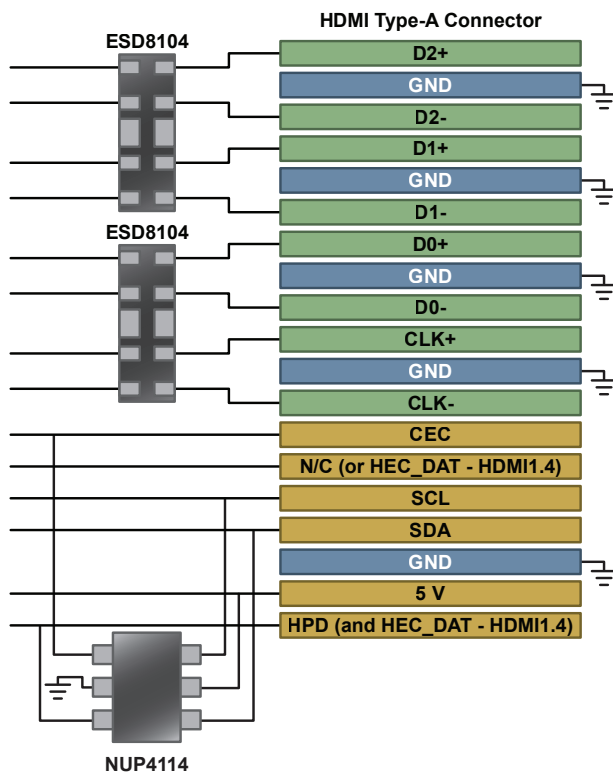 HDMI Type-A Connector
ESD8104
D2+
GND
D2-
D1+
GND
D1-
ESD8104
D0+
GND
D0-
CLK+
GND
CLK-
CEC
N/C (or HEC_DAT - HDMI1.4)
SCL
SDA
GND
5 V
HPD (and HEC_DAT - HDMI1.4)
NUP4114